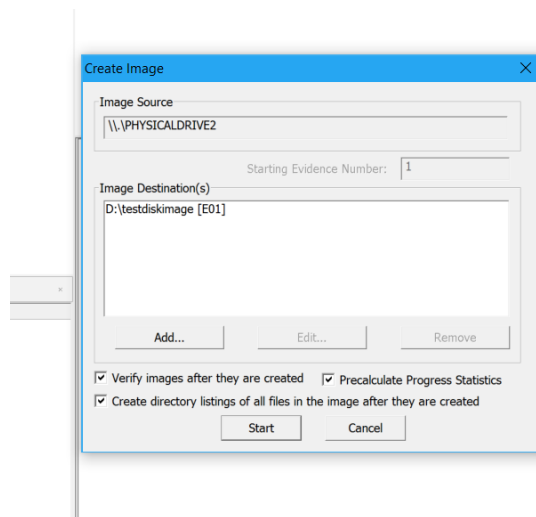 Create Image
Image Source
\\.\PHYSICALDRIVE2
Starting Evidence Number: 1
Image Destination(s)
D:\testdiskimage [E01]
Add... Edit... Remove
Verify images after they are created Precalculate Progress Statistics
Create directory listings of all files in the image after they are created
Start Cancel